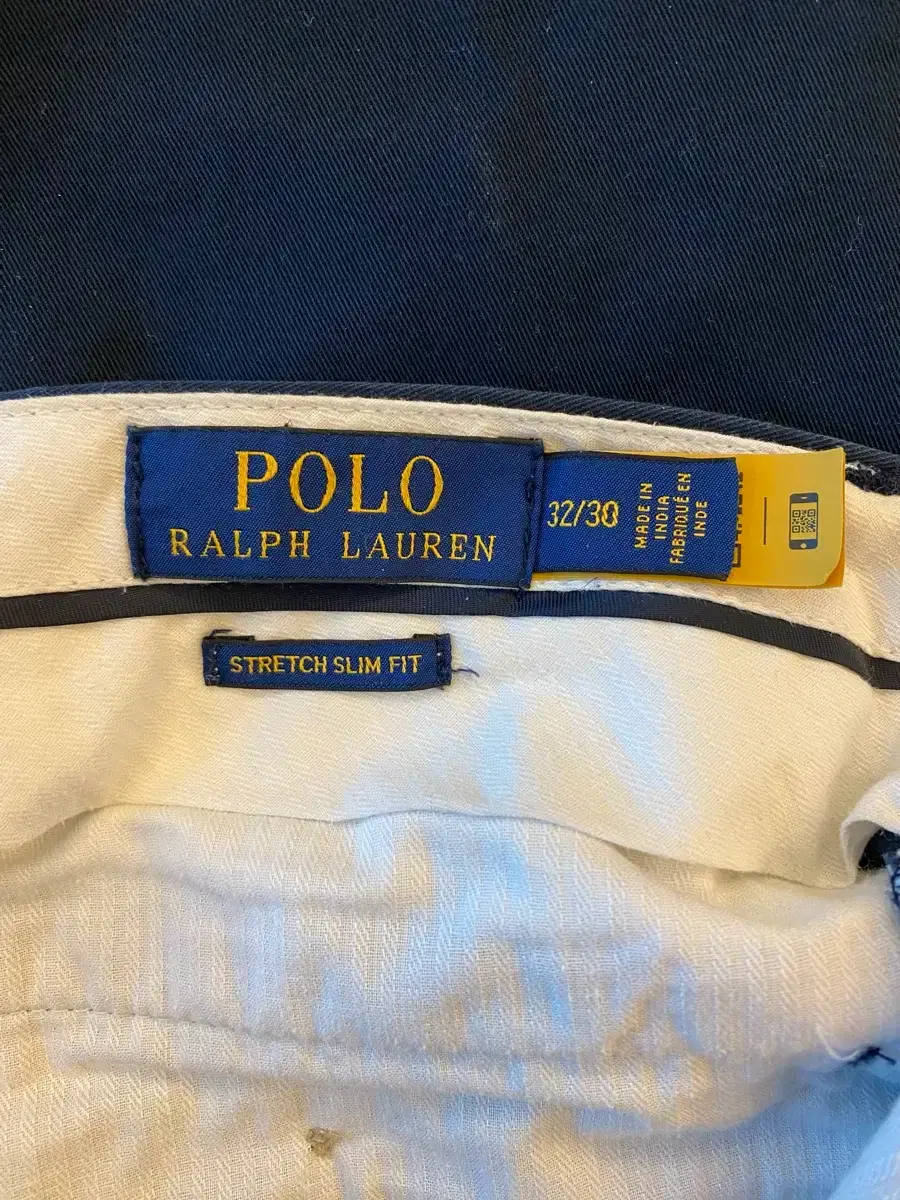 POLO
RALPH LAUREN
32/30
MADE IN
INDIA
FABRIQUÉ EN
INDE
STRETCH SLIM FIT